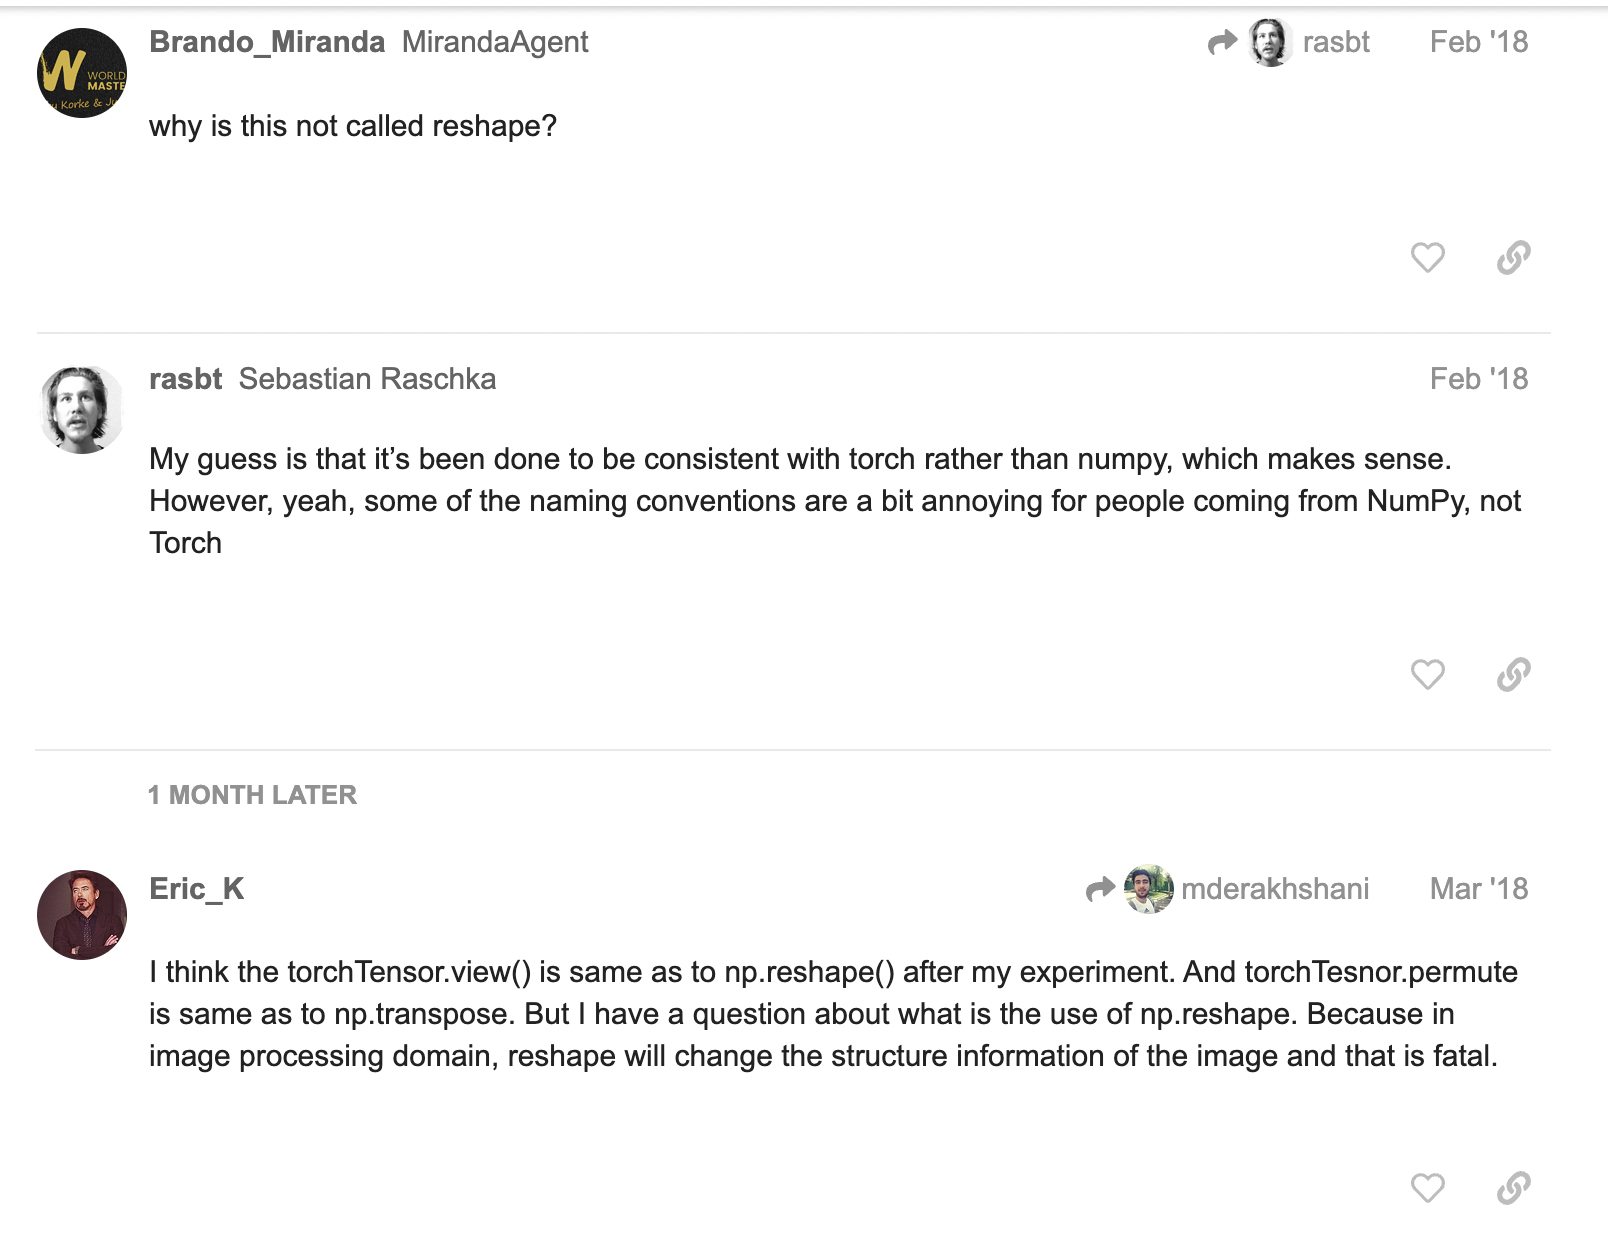 Brando_Miranda MirandaAgent rasbt Feb '18
W WORLD
MASTE
Korke & Ju
why is this not called reshape?
rasbt Sebastian Raschka Feb '18
My guess is that it’s been done to be consistent with torch rather than numpy, which makes sense.
However, yeah, some of the naming conventions are a bit annoying for people coming from NumPy, not
Torch
1 MONTH LATER
Eric_K mderakhshani Mar '18
I think the torchTensor.view() is same as to np.reshape() after my experiment. And torchTesnor.permute
is same as to np.transpose. But I have a question about what is the use of np.reshape. Because in
image processing domain, reshape will change the structure information of the image and that is fatal.